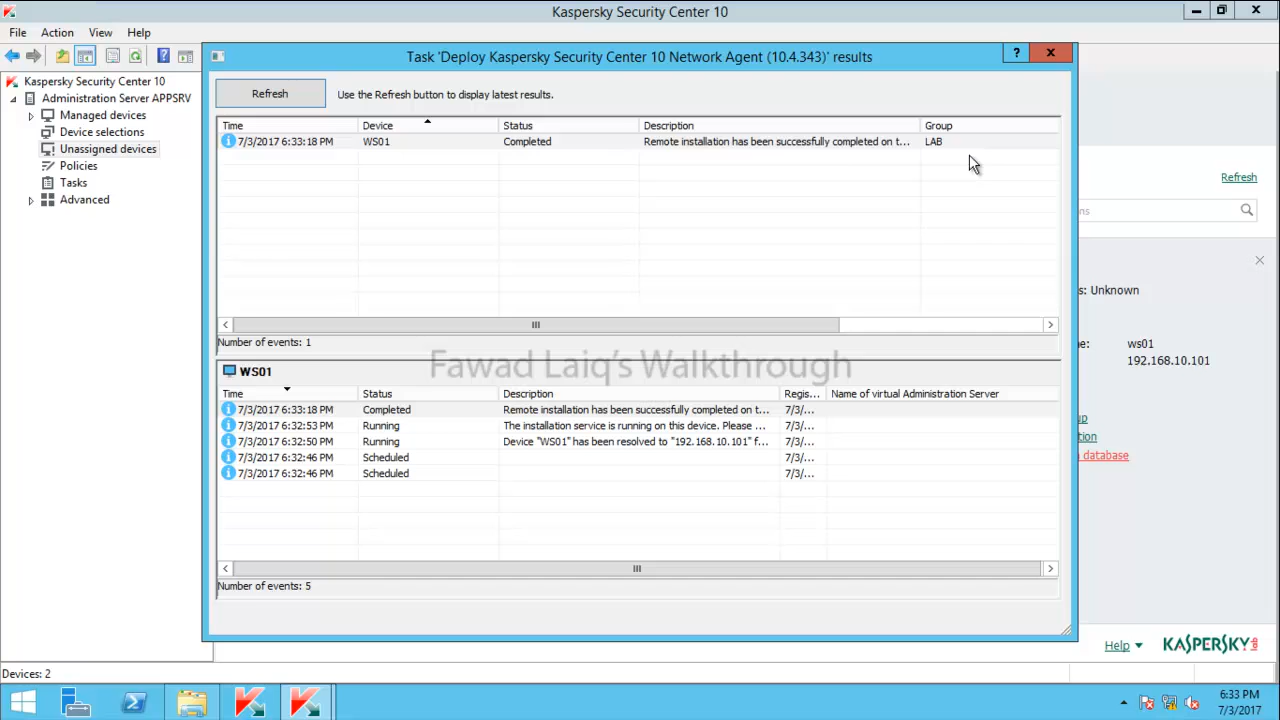 Kaspersky Security Center 10
File Action View Help
Kaspersky Security Center 10
Administration Server APPSRV
Managed devices
Device selections
Unassigned devices
Policies
Tasks
Advanced
Task 'Deploy Kaspersky Security Center 10 Network Agent (10.4.343)' results
?
Refresh Use the Refresh button to display latest results.
Time Device Status Description Group
7/3/2017 6:33:18 PM WS01 Completed Remote installation has been successfully completed on t... LAB
Number of events: 1
Fawad Laiq's Walkthrough
WS01
Time Status Description Regis... Name of virtual Administration Server
7/3/2017 6:33:18 PM Completed Remote installation has been successfully completed on t... 7/3/...
7/3/2017 6:32:53 PM Running The installation service is running on this device. Please ... 7/3/...
7/3/2017 6:32:50 PM Running Device "WS01" has been resolved to "192.168.10.101" f... 7/3/...
7/3/2017 6:32:46 PM Scheduled 7/3/...
7/3/2017 6:32:46 PM Scheduled 7/3/...
Number of events: 5
Refresh
ns
s: Unknown
ne: ws01
192.168.10.101
up
tion
n database
Help KASPERSKY lab
Devices: 2
6:33 PM
7/3/2017